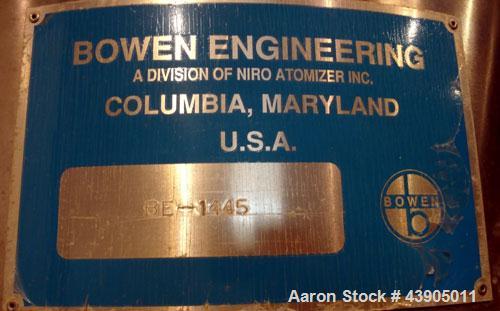 BOWEN ENGINEERING
A DIVISION OF NIRO ATOMIZER INC.
COLUMBIA, MARYLAND
U.S.A.
BE-1445
BOWEN
b
Aaron Stock # 43905011